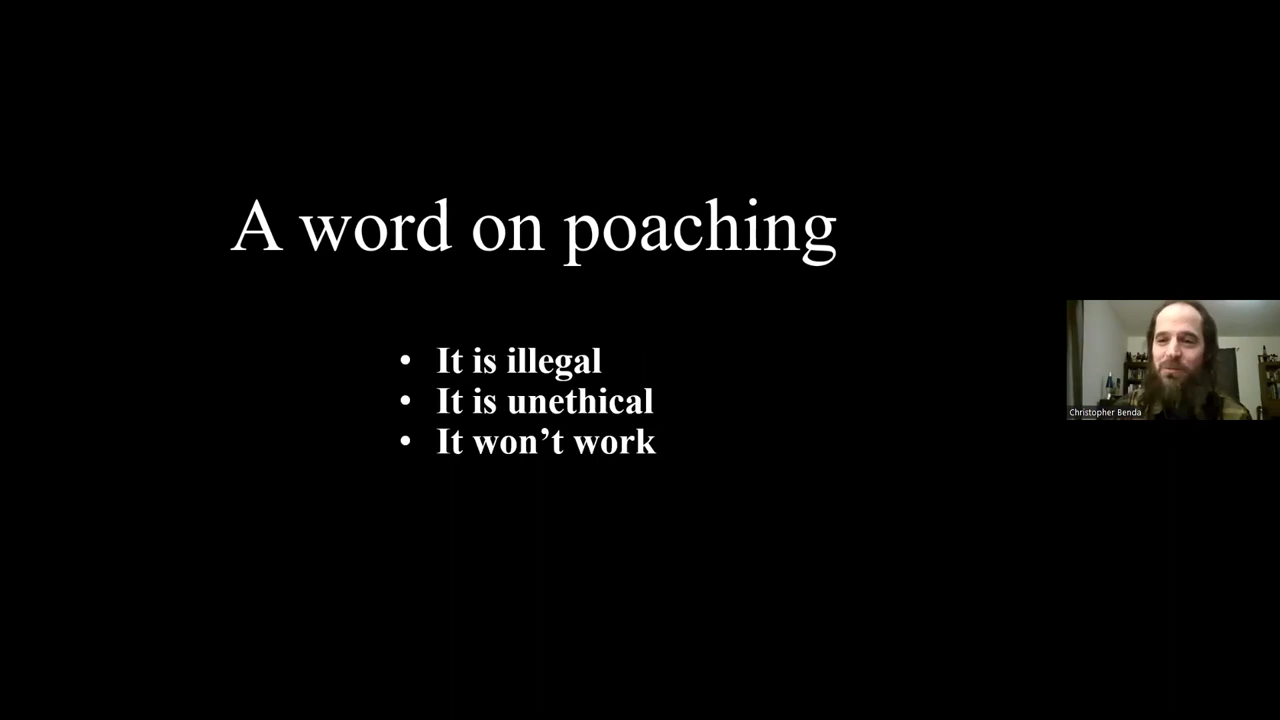 A word on poaching
• It is illegal
• It is unethical
• It won’t work
Christopher Benda